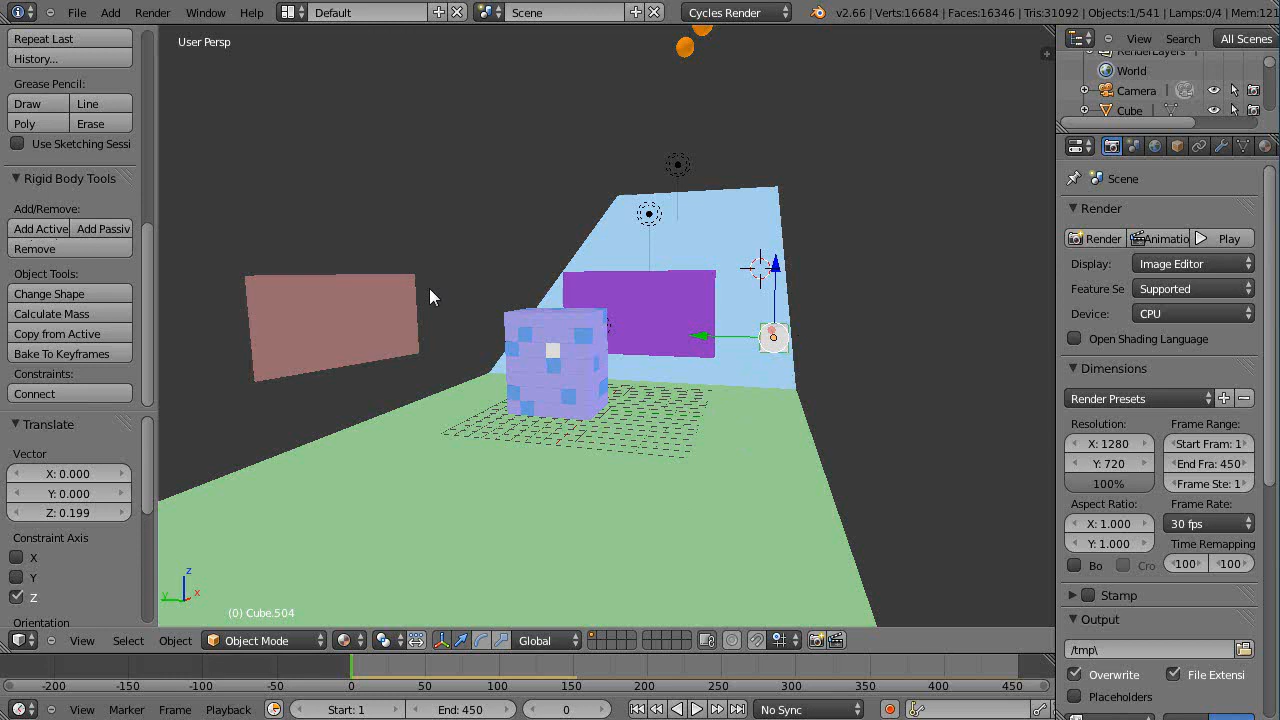 File Add Render Window Help Default Scene Cycles Render v2.66 | Verts:16684 | Faces:16346 | Tris:31092 | Objects:1/541 | Lamps:0/4 | Mem:121
Repeat Last
History...
Grease Pencil:
Draw Line
Poly Erase
Use Sketching Sessi
Rigid Body Tools
Add/Remove:
Add Active Add Passiv
Remove
Object Tools:
Change Shape
Calculate Mass
Copy from Active
Bake To Keyframes
Constraints:
Connect
Translate
Vector
X: 0.000
Y: 0.000
Z: 0.199
Constraint Axis
X
Y
Z
Orientation
User Persp
z
y x
(0) Cube.504
View Select Object Object Mode Global
-200 -150 -100 -50 0 50 100 150 200 250 300 350 400 450
View Marker Frame Playback Start: 1 End: 450 0 No Sync
View Search All Scenes
RenderLayers
World
Camera
Cube
Scene
Render
Render Animatio Play
Display: Image Editor
Feature Se Supported
Device: CPU
Open Shading Language
Dimensions
Render Presets
Resolution: Frame Range:
X: 1280 Start Fram: 1
Y: 720 End Fra: 450
100% Frame Ste: 1
Aspect Ratio: Frame Rate:
X: 1.000 30 fps
Y: 1.000 Time Remapping
Bo Cro 100 100
Stamp
Output
/tmp\
Overwrite File Extensi
Placeholders